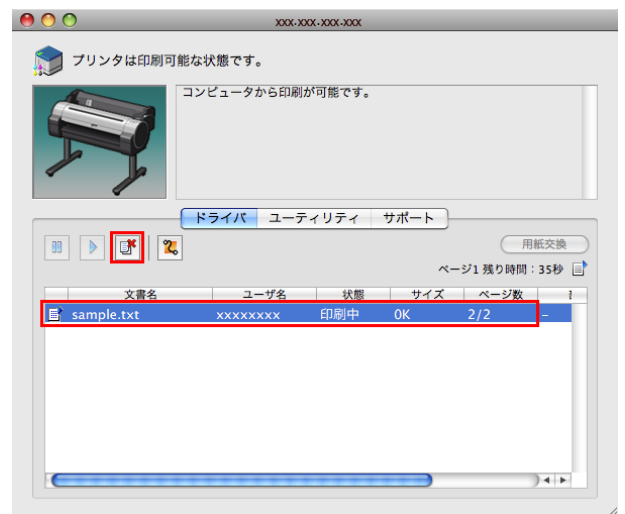 xxx-xxx-xxx-xxx
プリンタは印刷可能な状態です。
コンピュータから印刷が可能です。
ドライバ ユーティリティ サポート
用紙交換
ページ1 残り時間：35秒
文書名 ユーザ名 状態 サイズ ページ数
sample.txt xxxxxxxx 印刷中 0K 2/2 –